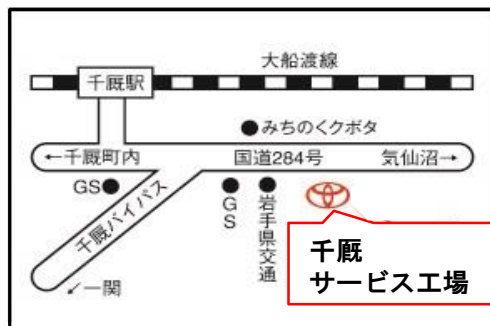 大船渡線
千厩駅
●みちのくクボタ
←千厩町内
国道284号
気仙沼→
GS●
千厩バイパス
GS
岩手県交通
千厩
サービス工場
↙一関